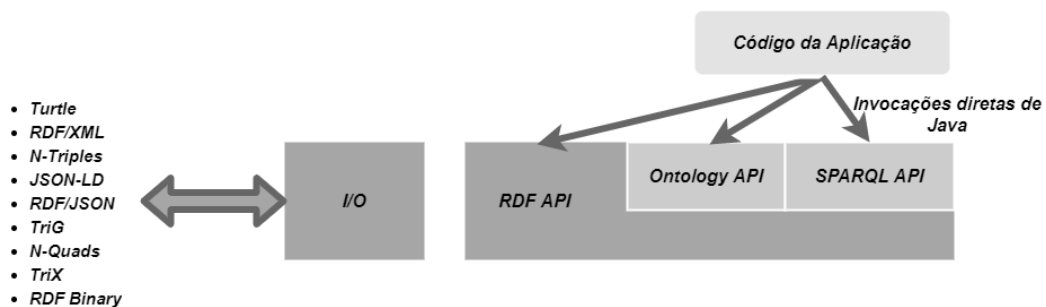 Código da Aplicação
Invocações diretas de
Java
• Turtle
• RDF/XML
• N-Triples
• JSON-LD
• RDF/JSON
• TriG
• N-Quads
• TriX
• RDF Binary
I/O
RDF API
Ontology API
SPARQL API